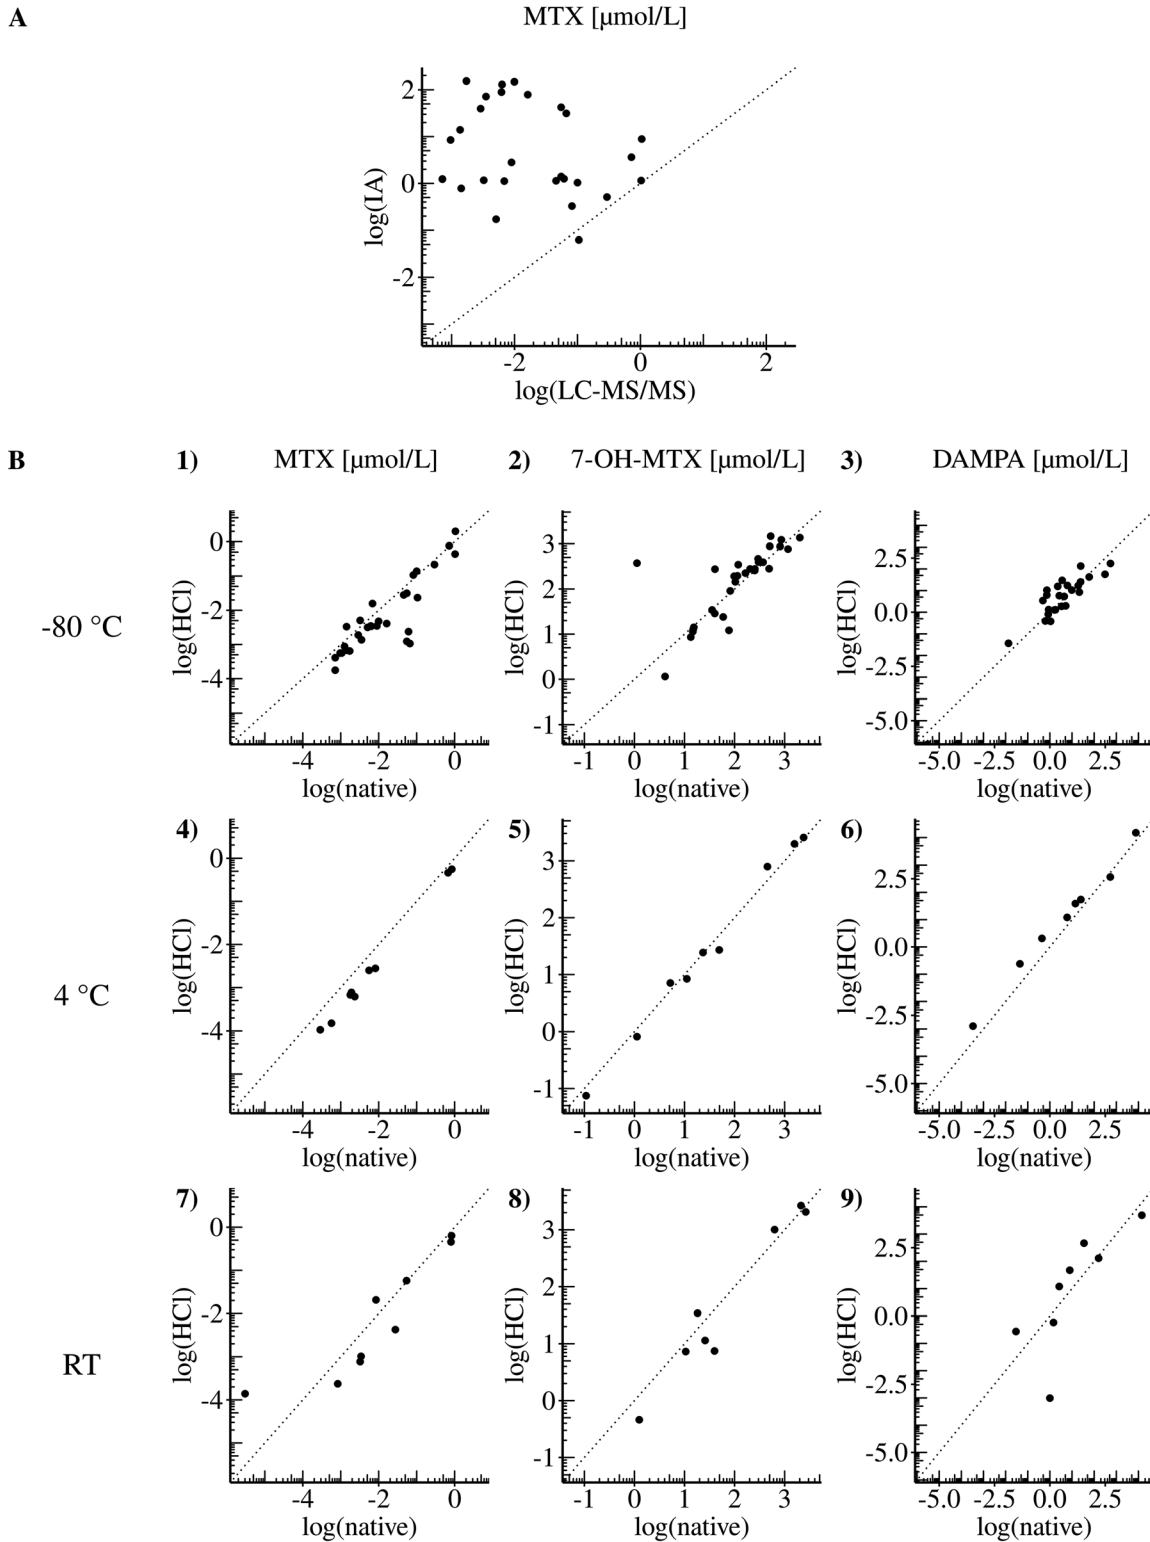 A
MTX [µmol/L]
2
0
-2
log(IA)
-2 0 2
log(LC-MS/MS)
B
1) MTX [µmol/L] 2) 7-OH-MTX [µmol/L] 3) DAMPA [µmol/L]
-80 °C
log(HCl)
0
-2
-4
-4 -2 0
log(native)
log(HCl)
3
2
1
0
-1
-1 0 1 2 3
log(native)
log(HCl)
2.5
0.0
-2.5
-5.0
-5.0 -2.5 0.0 2.5
log(native)
4 °C
4)
log(HCl)
0
-2
-4
-4 -2 0
log(native)
5)
log(HCl)
3
2
1
0
-1
-1 0 1 2 3
log(native)
6)
log(HCl)
2.5
0.0
-2.5
-5.0
-5.0 -2.5 0.0 2.5
log(native)
RT
7)
log(HCl)
0
-2
-4
-4 -2 0
log(native)
8)
log(HCl)
3
2
1
0
-1
-1 0 1 2 3
log(native)
9)
log(HCl)
2.5
0.0
-2.5
-5.0
-5.0 -2.5 0.0 2.5
log(native)